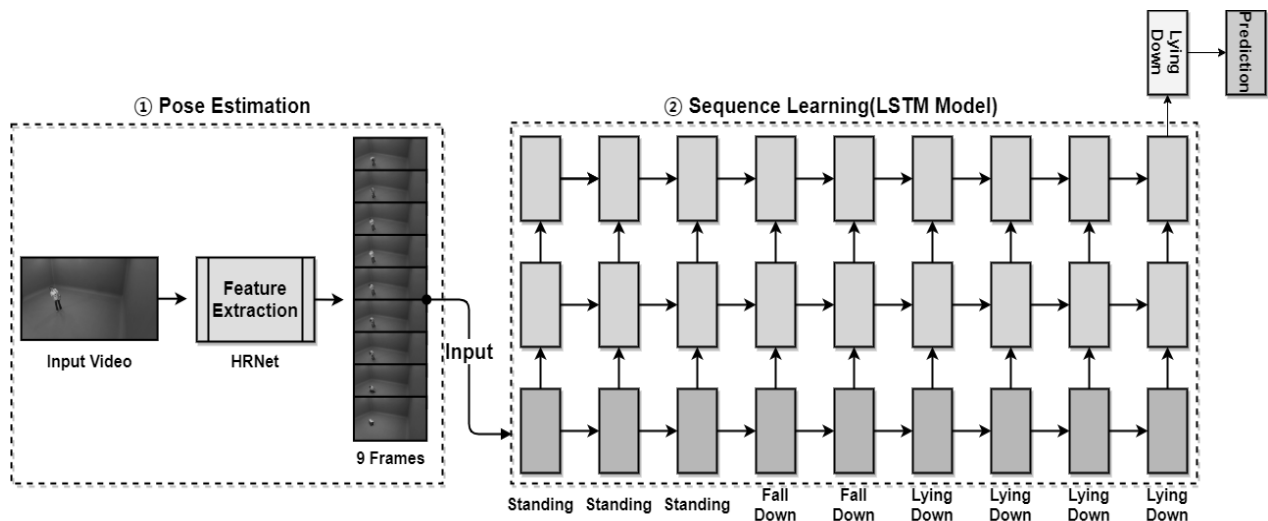 ① Pose Estimation
Feature
Extraction
Input Video
HRNet
9 Frames
Input
② Sequence Learning(LSTM Model)
Standing
Standing
Standing
Fall
Down
Fall
Down
Lying
Down
Lying
Down
Lying
Down
Lying
Down
Lying
Down
Prediction